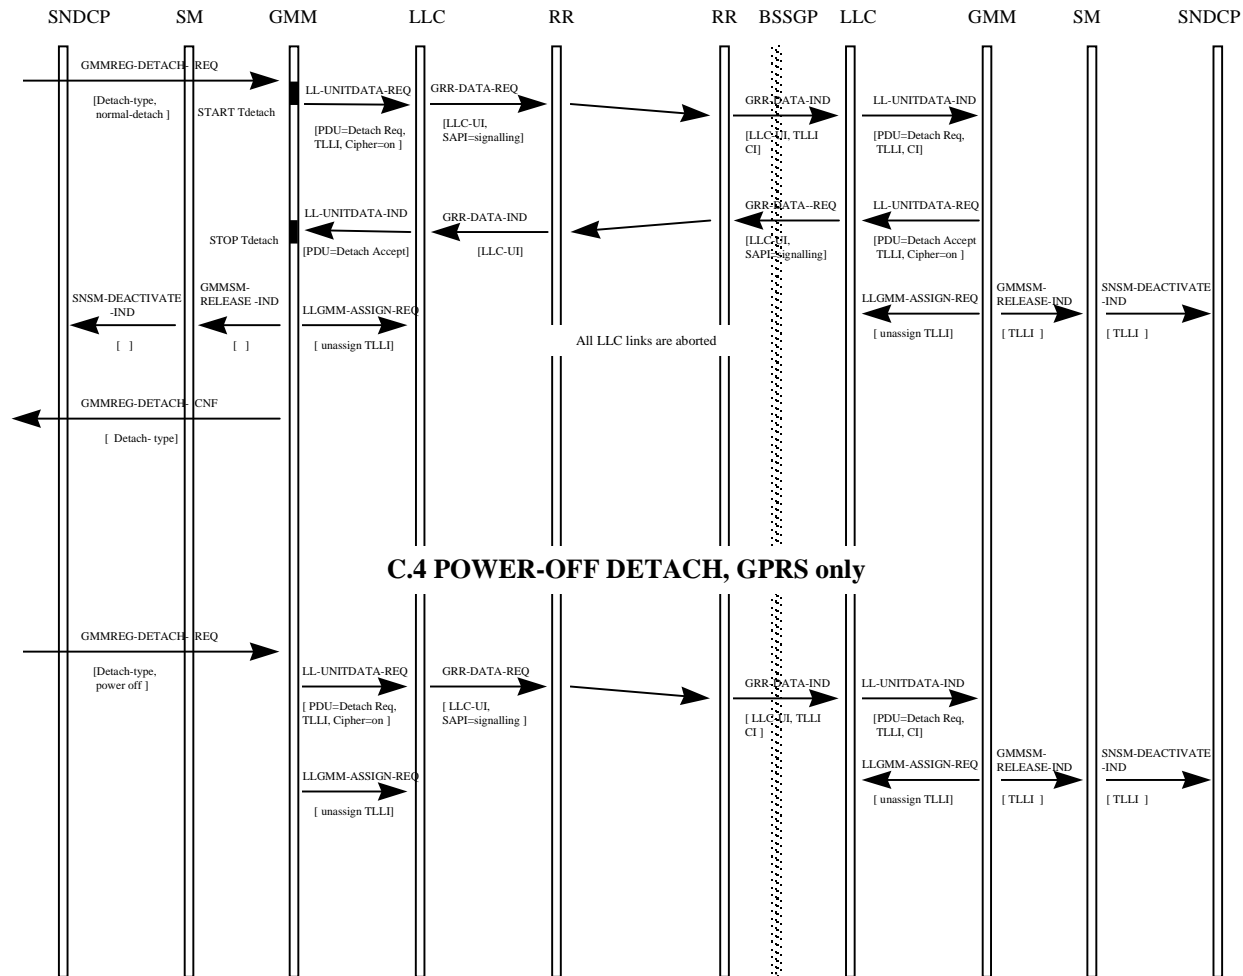 SNDCP SM GMM LLC RR RR BSSGP LLC GMM SM SNDCP
GMMREG-DETACH- REQ
[Detach-type,
normal-detach ]
START Tdetach
LL-UNITDATA-REQ
[PDU=Detach Req,
TLLI, Cipher=on ]
GRR-DATA-REQ
[LLC-UI,
SAPI=signalling]
GRR-DATA-IND
[LLC-UI, TLLI
CI]
LL-UNITDATA-IND
[PDU=Detach Req,
TLLI, CI]
LL-UNITDATA-IND
STOP Tdetach
[PDU=Detach Accept]
GRR-DATA-IND
[LLC-UI]
GRR-DATA--REQ
[LLC-UI,
SAPI=signalling]
LL-UNITDATA-REQ
[PDU=Detach Accept
TLLI, Cipher=on ]
SNSM-DEACTIVATE
-IND
[ ]
GMMSM-
RELEASE -IND
[ ]
LLGMM-ASSIGN-REQ
[ unassign TLLI]
All LLC links are aborted
LLGMM-ASSIGN-REQ
[ unassign TLLI]
GMMSM-
RELEASE-IND
[ TLLI ]
SNSM-DEACTIVATE
-IND
[ TLLI ]
GMMREG-DETACH- CNF
[ Detach- type]
C.4 POWER-OFF DETACH, GPRS only
GMMREG-DETACH- REQ
[Detach-type,
power off ]
LL-UNITDATA-REQ
[ PDU=Detach Req,
TLLI, Cipher=on ]
GRR-DATA-REQ
[ LLC-UI,
SAPI=signalling ]
GRR-DATA-IND
[ LLC-UI, TLLI
CI ]
LL-UNITDATA-IND
[PDU=Detach Req,
TLLI, CI]
LLGMM-ASSIGN-REQ
[ unassign TLLI]
LLGMM-ASSIGN-REQ
[ unassign TLLI]
GMMSM-
RELEASE-IND
[ TLLI ]
SNSM-DEACTIVATE
-IND
[ TLLI ]